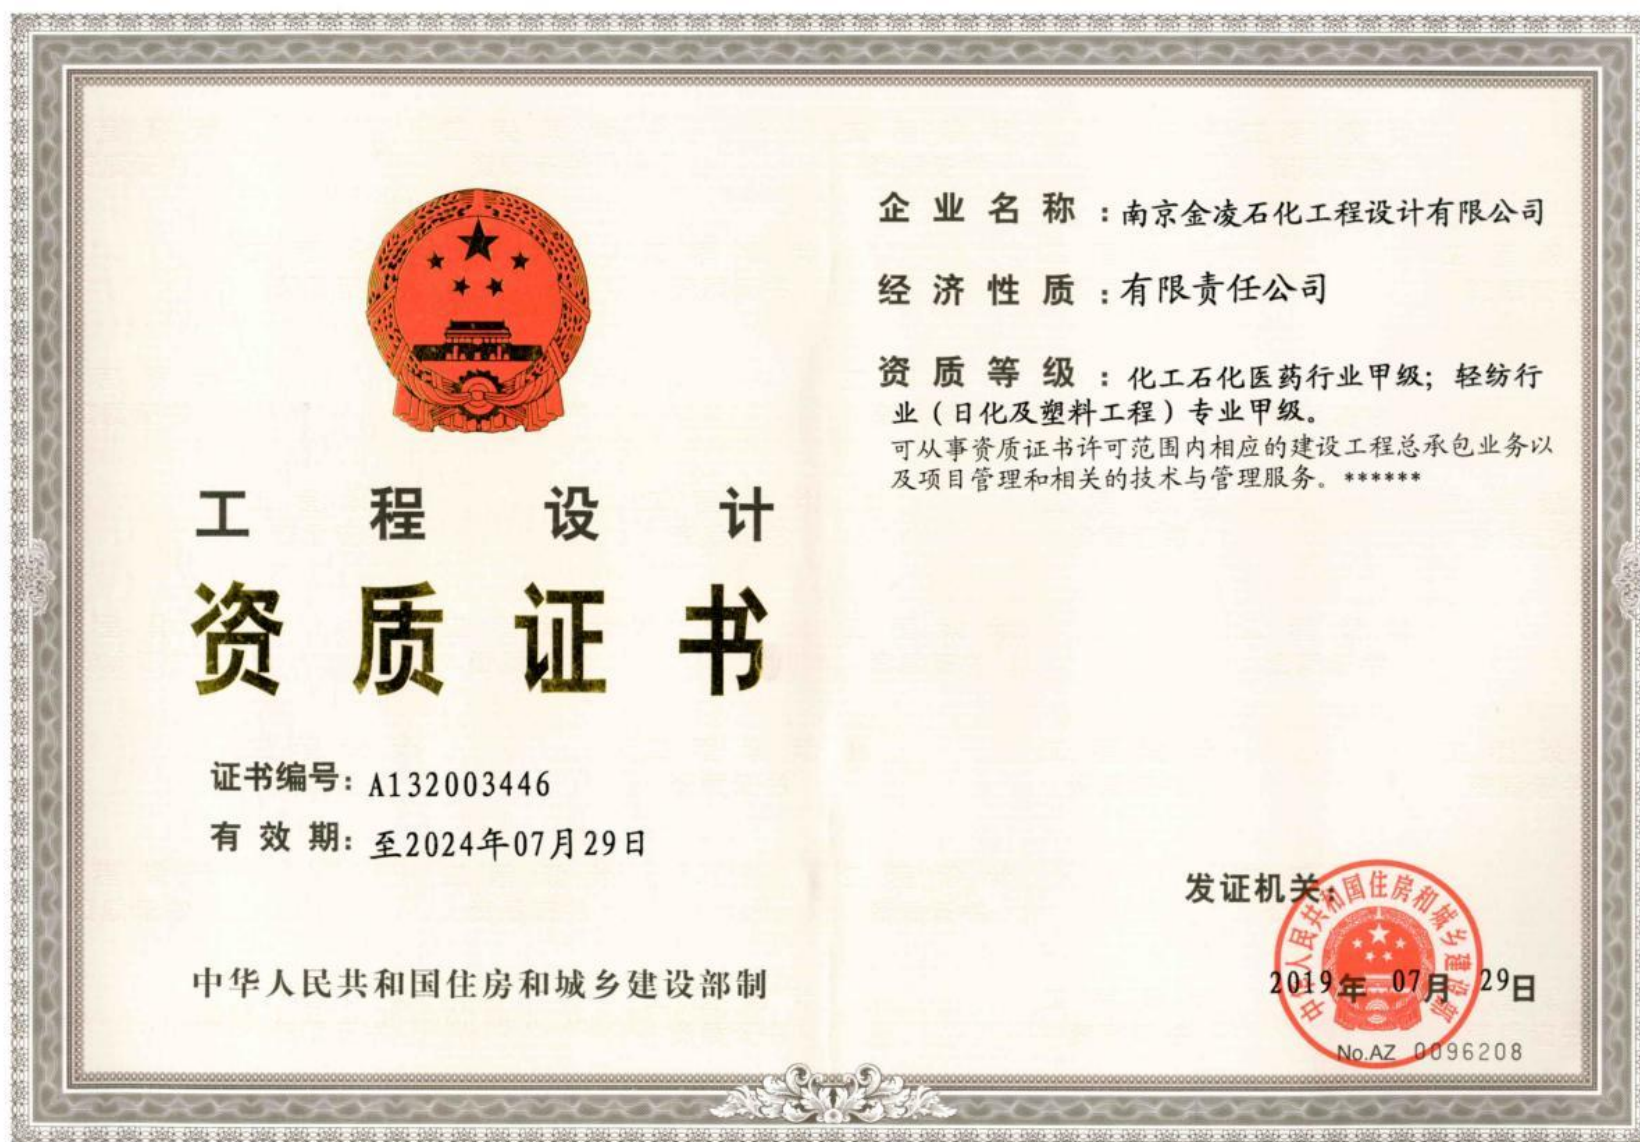 工程设计
资质证书
证书编号：A132003446
有效期：至2024年07月29日
中华人民共和国住房和城乡建设部制
企业名称：南京金凌石化工程设计有限公司
经济性质：有限责任公司
资质等级：化工石化医药行业甲级；轻纺行
业（日化及塑料工程）专业甲级。
可从事资质证书许可范围内相应的建设工程总承包业务以
及项目管理和相关的技术与管理服务。******
发证机关：
中华人民共和国住房和城乡建设部
2019年 07月 29日
No.AZ 0096208